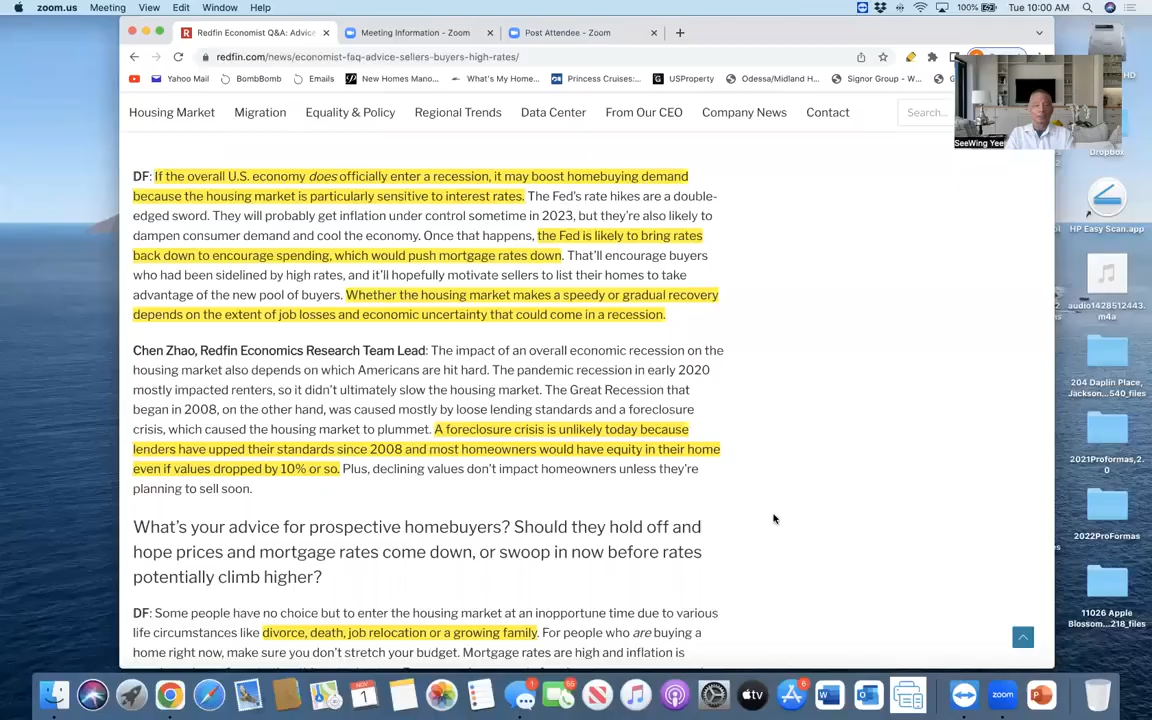 zoom.us Meeting View Edit Window Help 100% Tue 10:00 AM
Redfin Economist Q&A: Advice Meeting Information - Zoom Post Attendee - Zoom
redfin.com/news/economist-faq-advice-sellers-buyers-high-rates/
Yahoo Mail BombBomb Emails New Homes Mano... What's My Home... Princess Cruises:... USProperty Odessa/Midland H... Signor Group - W...
Housing Market Migration Equality & Policy Regional Trends Data Center From Our CEO Company News Contact Search...
SeeWing Yee
HD
Dropbox
DF: If the overall U.S. economy does officially enter a recession, it may boost homebuying demand
because the housing market is particularly sensitive to interest rates. The Fed's rate hikes are a double-
edged sword. They will probably get inflation under control sometime in 2023, but they're also likely to
dampen consumer demand and cool the economy. Once that happens, the Fed is likely to bring rates
back down to encourage spending, which would push mortgage rates down. That'll encourage buyers
who had been sidelined by high rates, and it'll hopefully motivate sellers to list their homes to take
advantage of the new pool of buyers. Whether the housing market makes a speedy or gradual recovery
depends on the extent of job losses and economic uncertainty that could come in a recession.
Chen Zhao, Redfin Economics Research Team Lead: The impact of an overall economic recession on the
housing market also depends on which Americans are hit hard. The pandemic recession in early 2020
mostly impacted renters, so it didn't ultimately slow the housing market. The Great Recession that
began in 2008, on the other hand, was caused mostly by loose lending standards and a foreclosure
crisis, which caused the housing market to plummet. A foreclosure crisis is unlikely today because
lenders have upped their standards since 2008 and most homeowners would have equity in their home
even if values dropped by 10% or so. Plus, declining values don't impact homeowners unless they're
planning to sell soon.
What's your advice for prospective homebuyers? Should they hold off and
hope prices and mortgage rates come down, or swoop in now before rates
potentially climb higher?
DF: Some people have no choice but to enter the housing market at an inopportune time due to various
life circumstances like divorce, death, job relocation or a growing family. For people who are buying a
home right now, make sure you don't stretch your budget. Mortgage rates are high and inflation is
HP Easy Scan.app
audio1428512443.
m4a
204 Daplin Place,
Jackson...540_files
2021Proformas,2.
0
2022ProFormas
11026 Apple
Blossom...218_files
NOV
1
1
55
6
tv
zoom